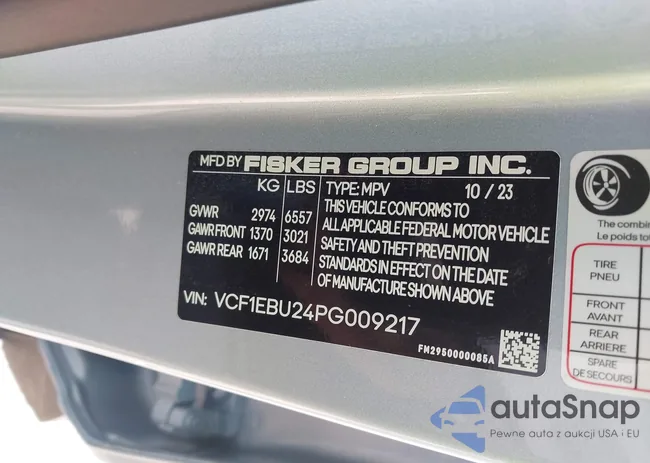 MFD BY FISKER GROUP INC.
KG LBS TYPE: MPV 10 / 23
GVWR 2974 6557
GAWR FRONT 1370 3021
GAWR REAR 1671 3684
THIS VEHICLE CONFORMS TO
ALL APPLICABLE FEDERAL MOTOR VEHICLE
SAFETY AND THEFT PREVENTION
STANDARDS IN EFFECT ON THE DATE
OF MANUFACTURE SHOWN ABOVE
VIN: VCF1EBU24PG009217
FM2950000085A
The combin
Le poids to
TIRE
PNEU
FRONT
AVANT
REAR
ARRIERE
SPARE
DE SECOURS
autaSnap
Pewne auta z aukcji USA i EU